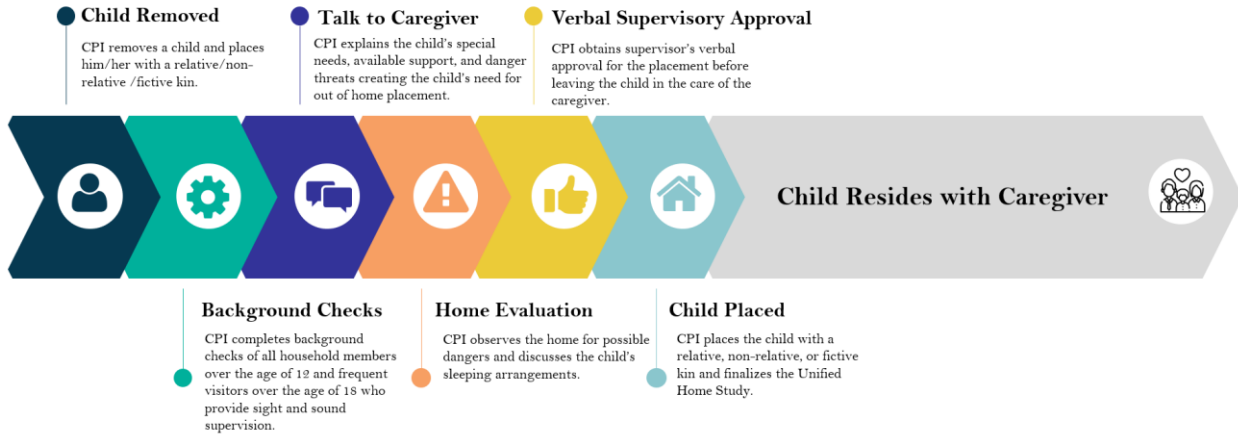 Child Removed
CPI removes a child and places
him/her with a relative/non-
relative /fictive kin.
Talk to Caregiver
CPI explains the child's special
needs, available support, and danger
threats creating the child's need for
out of home placement.
Verbal Supervisory Approval
CPI obtains supervisor's verbal
approval for the placement before
leaving the child in the care of the
caregiver.
Child Resides with Caregiver
Background Checks
CPI completes background
checks of all household members
over the age of 12 and frequent
visitors over the age of 18 who
provide sight and sound
supervision.
Home Evaluation
CPI observes the home for possible
dangers and discusses the child's
sleeping arrangements.
Child Placed
CPI places the child with a
relative, non-relative, or fictive
kin and finalizes the Unified
Home Study.